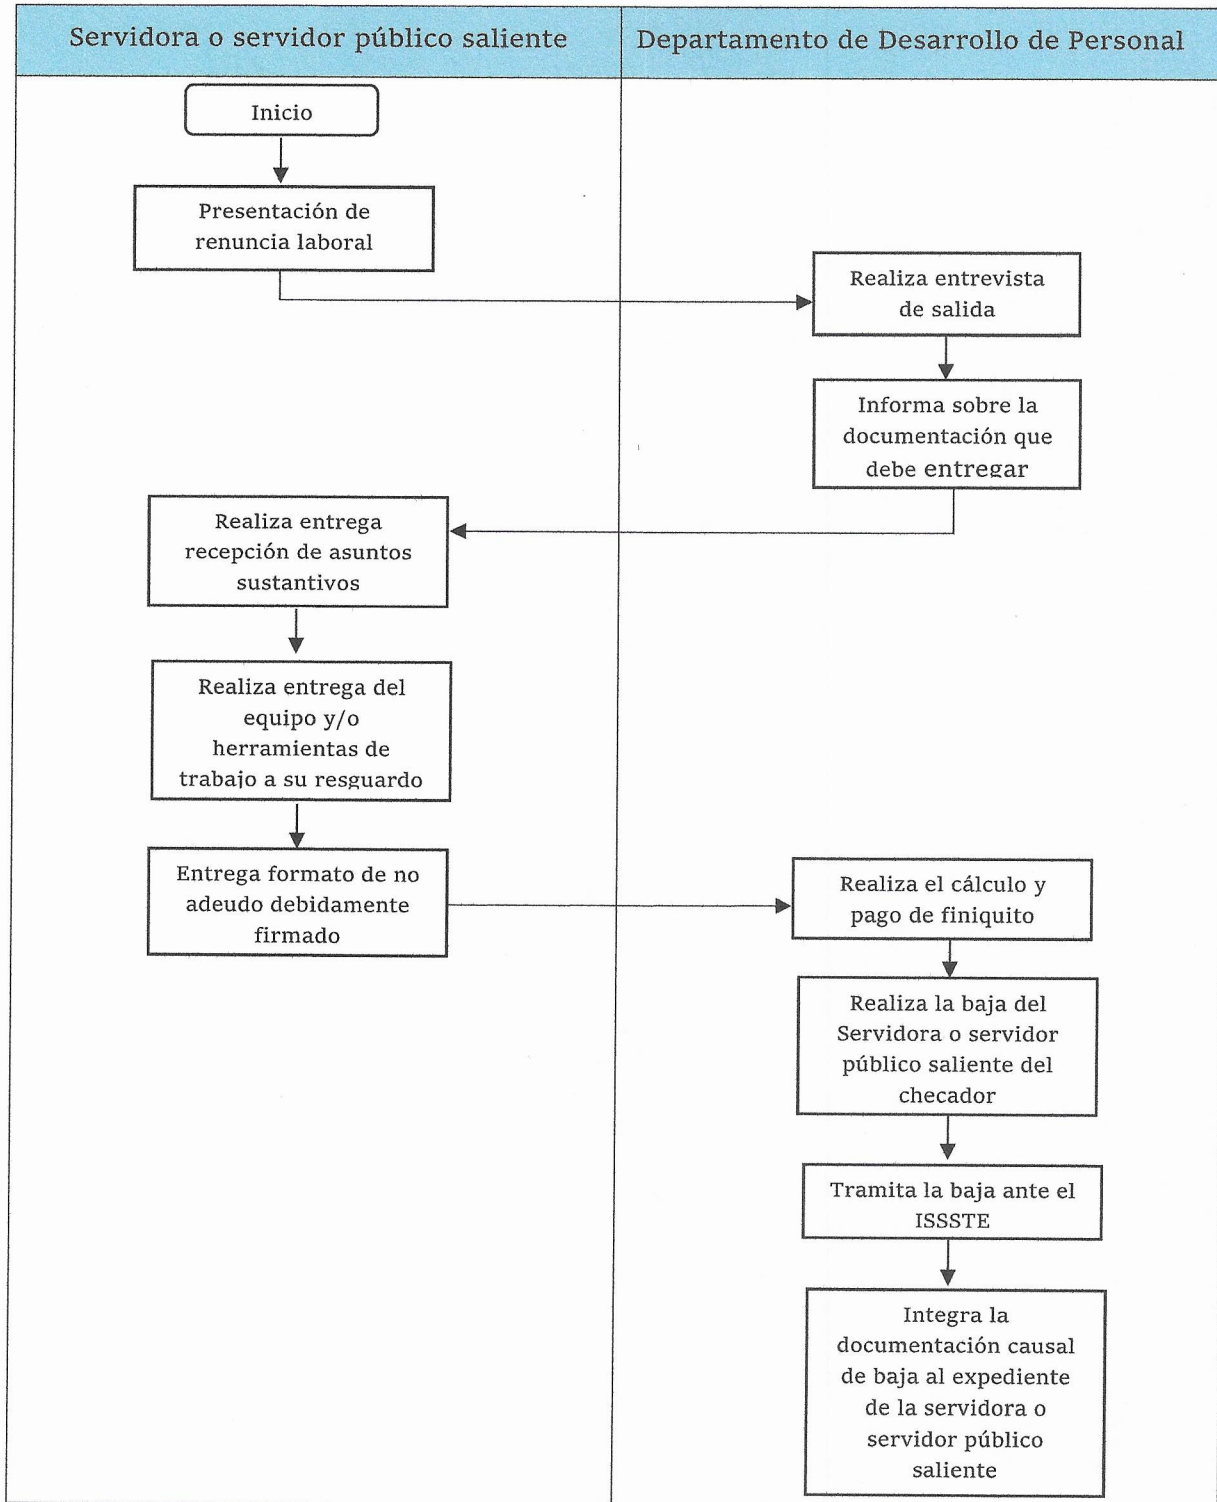 Servidora o servidor público saliente
Departamento de Desarrollo de Personal
Inicio
Presentación de
renuncia laboral
Realiza entrevista
de salida
Informa sobre la
documentación que
debe entregar
Realiza entrega
recepción de asuntos
sustantivos
Realiza entrega del
equipo y/o
herramientas de
trabajo a su resguardo
Entrega formato de no
adeudo debidamente
firmado
Realiza el cálculo y
pago de finiquito
Realiza la baja del
Servidora o servidor
público saliente del
checador
Tramita la baja ante el
ISSSTE
Integra la
documentación causal
de baja al expediente
de la servidora o
servidor público
saliente